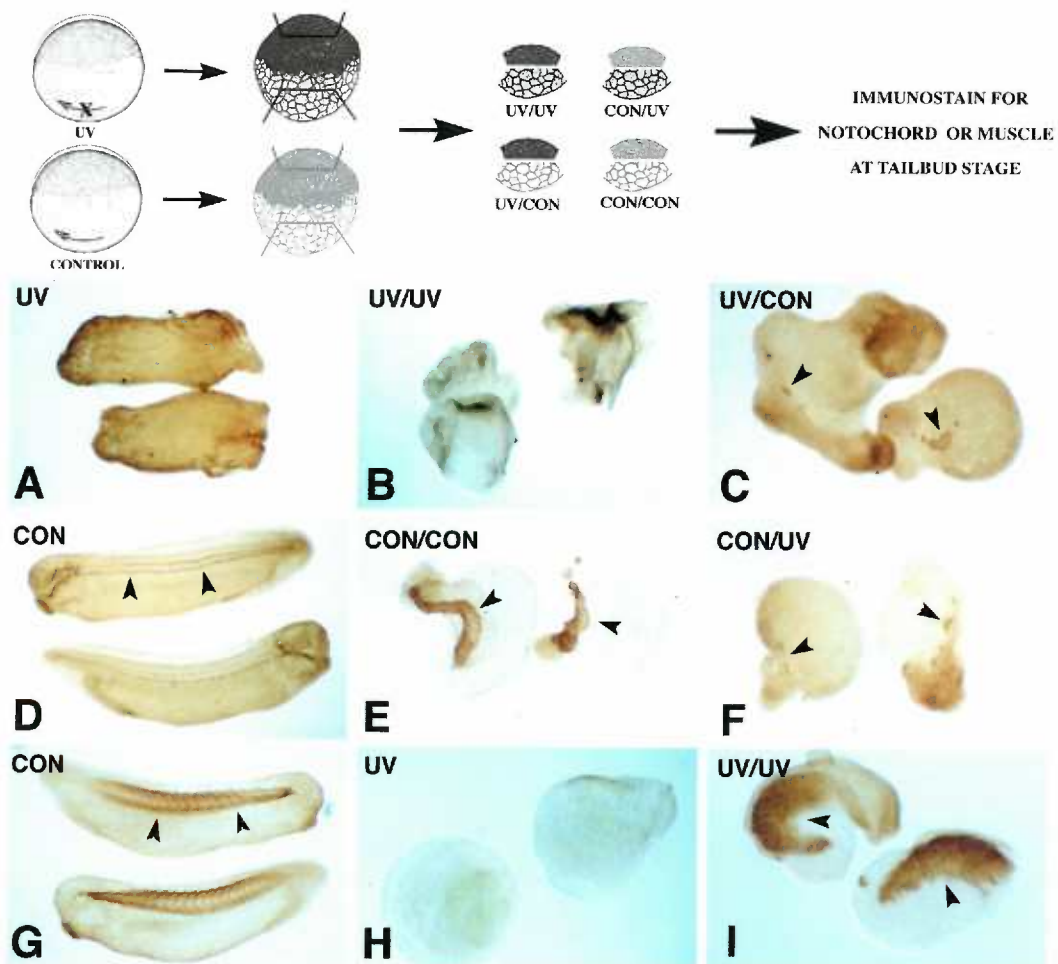 UV
CONTROL
UV/UV
CON/UV
UV/CON
CON/CON
IMMUNOSTAIN FOR
NOTOCHORD OR MUSCLE
AT TAILBUD STAGE
UV
A
UV/UV
B
UV/CON
C
CON
D
CON/CON
E
CON/UV
F
CON
G
UV
H
UV/UV
I